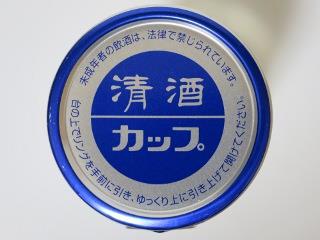 未成年者の飲酒は、法律で禁じられています。
清酒
カップ
台の上でリングを手前に引き、ゆっくり上に引き上げて開けてください。